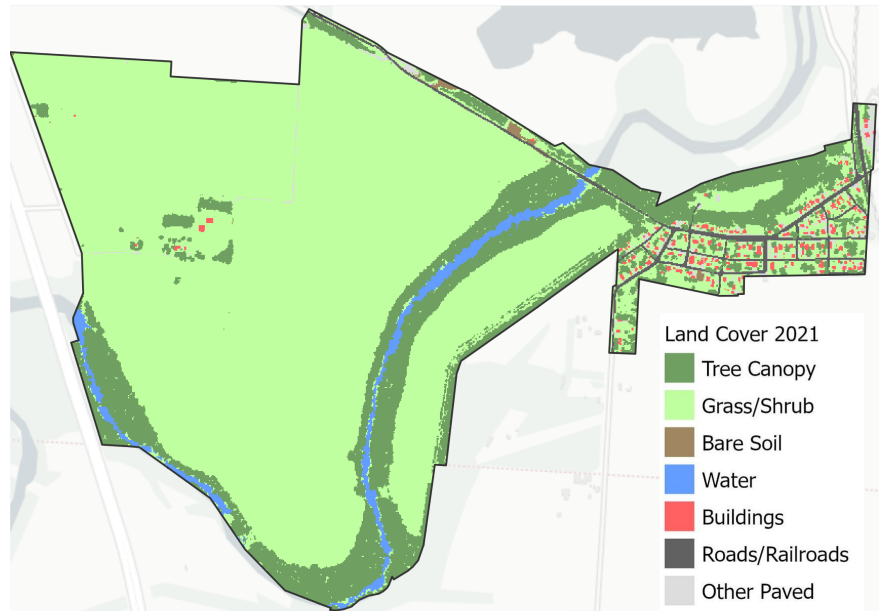 Land Cover 2021
Tree Canopy
Grass/Shrub
Bare Soil
Water
Buildings
Roads/Railroads
Other Paved